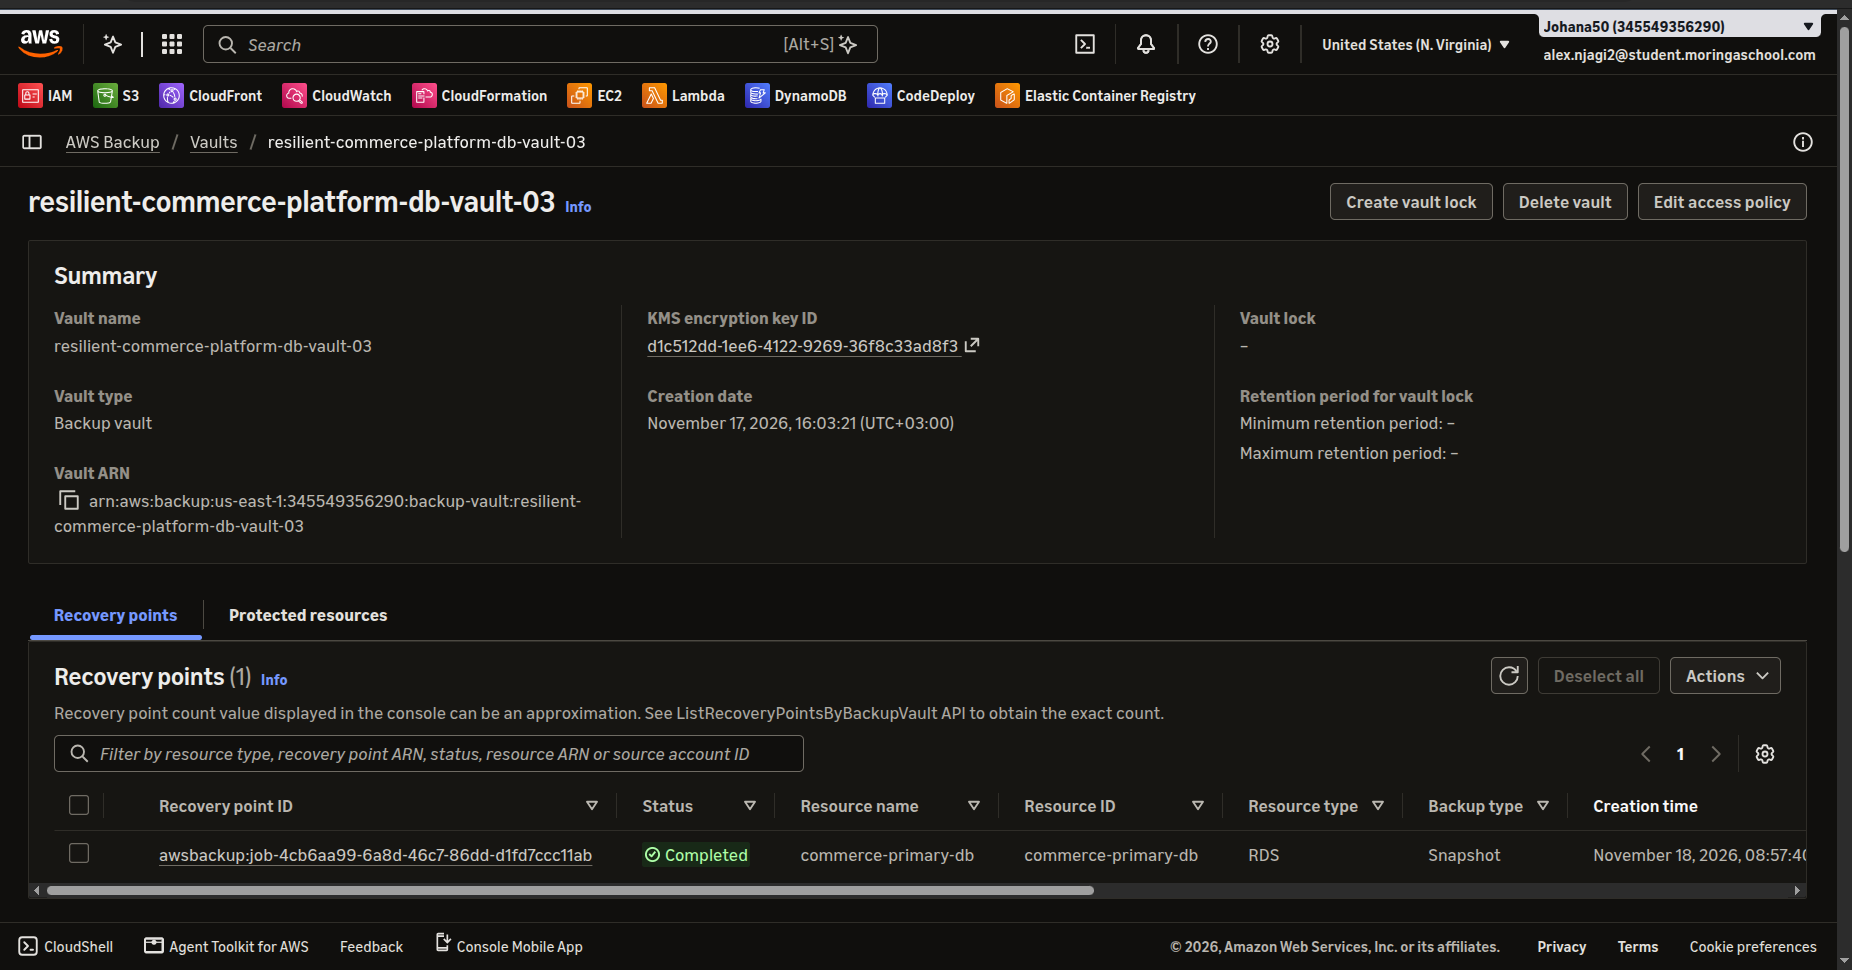 aws
Search
[Alt+S]
United States (N. Virginia)
Johana50 (345549356290)
alex.njagi2@student.moringaschool.com
IAM
S3
CloudFront
CloudWatch
CloudFormation
EC2
Lambda
DynamoDB
CodeDeploy
Elastic Container Registry
AWS Backup / Vaults / resilient-commerce-platform-db-vault-03
resilient-commerce-platform-db-vault-03 Info
Create vault lock
Delete vault
Edit access policy
Summary
Vault name
resilient-commerce-platform-db-vault-03
Vault type
Backup vault
Vault ARN
arn:aws:backup:us-east-1:345549356290:backup-vault:resilient-
commerce-platform-db-vault-03
KMS encryption key ID
d1c512dd-1ee6-4122-9269-36f8c33ad8f3
Creation date
November 17, 2026, 16:03:21 (UTC+03:00)
Vault lock
–
Retention period for vault lock
Minimum retention period: –
Maximum retention period: –
Recovery points
Protected resources
Recovery points (1) Info
Deselect all
Actions
Recovery point count value displayed in the console can be an approximation. See ListRecoveryPointsByBackupVault API to obtain the exact count.
Filter by resource type, recovery point ARN, status, resource ARN or source account ID
1
Recovery point ID
Status
Resource name
Resource ID
Resource type
Backup type
Creation time
awsbackup:job-4cb6aa99-6a8d-46c7-86dd-d1fd7ccc11ab
Completed
commerce-primary-db
commerce-primary-db
RDS
Snapshot
November 18, 2026, 08:57:40
CloudShell
Agent Toolkit for AWS
Feedback
Console Mobile App
© 2026, Amazon Web Services, Inc. or its affiliates.
Privacy
Terms
Cookie preferences